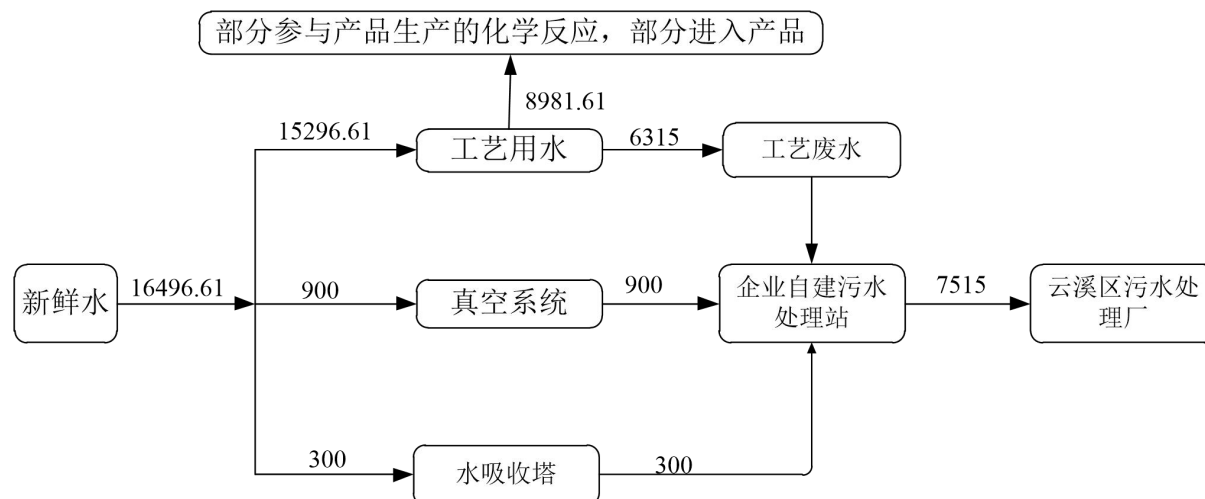 部分参与产品生产的化学反应，部分进入产品
8981.61
15296.61
工艺用水
6315
工艺废水
新鲜水
16496.61
900
真空系统
900
企业自建污水
处理站
7515
云溪区污水处
理厂
300
水吸收塔
300